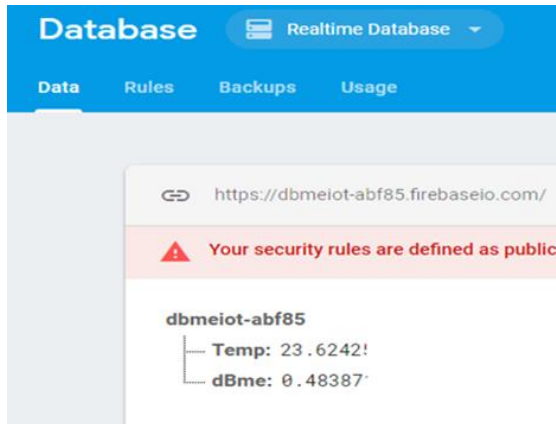 Database Realtime Database
Data Rules Backups Usage
https://dbmeiot-abf85.firebaseio.com/
Your security rules are defined as public
dbmeiot-abf85
Temp: 23.6242
dBme: 0.48387